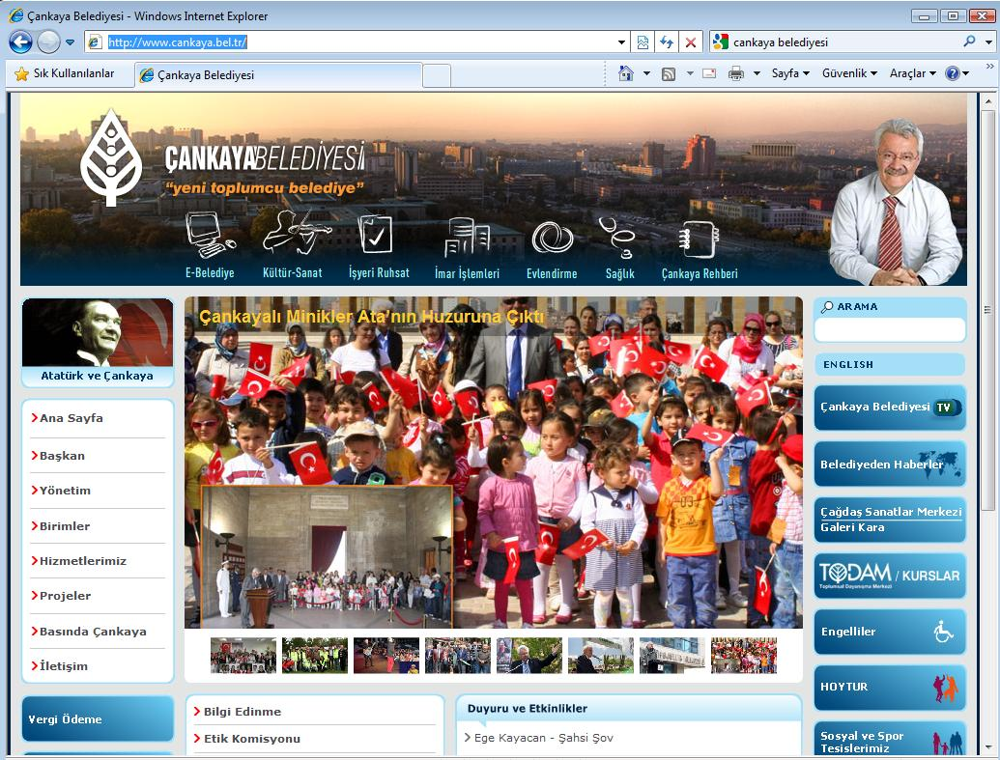 Çankaya Belediyesi - Windows Internet Explorer
http://www.cankaya.bel.tr/
cankaya belediyesi
Sık Kullanılanlar
Çankaya Belediyesi
Sayfa
Güvenlik
Araçlar
ÇANKAYABELEDİYESİ
“yeni toplumcu belediye”
E-Belediye
Kültür-Sanat
İşyeri Ruhsat
İmar İşlemleri
Evlendirme
Sağlık
Çankaya Rehberi
Atatürk ve Çankaya
Ana Sayfa
Başkan
Yönetim
Birimler
Hizmetlerimiz
Projeler
Basında Çankaya
İletişim
Vergi Ödeme
Çankayalı Minikler Ata'nın Huzuruna Çıktı
Bilgi Edinme
Etik Komisyonu
Duyuru ve Etkinlikler
Ege Kayacan - Şahsi Şov
ARAMA
ENGLISH
Çankaya Belediyesi TV
Belediyeden Haberler
Çağdaş Sanatlar Merkezi
Galeri Kara
TODAM / KURSLAR
Toplumsal Dayanışma Merkezi
Engelliler
HOYTUR
Sosyal ve Spor
Tesislerimiz